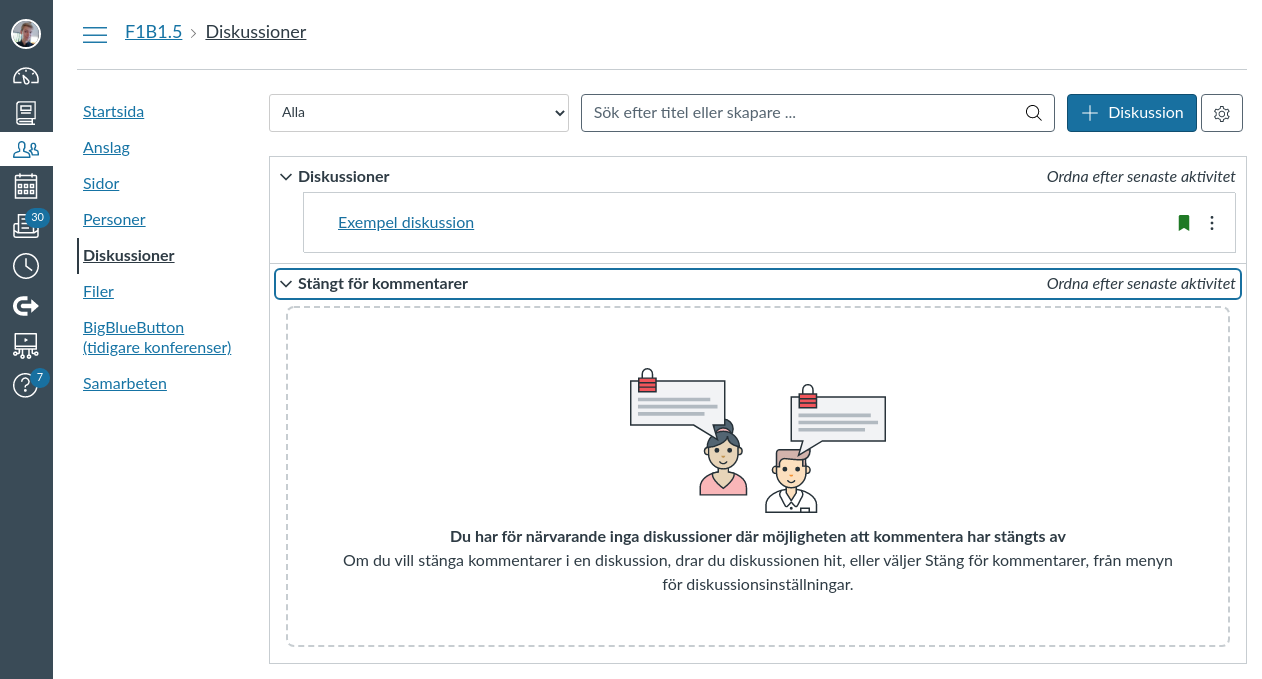 F1B1.5 > Diskussioner
30
7
Startsida
Anslag
Sidor
Personer
Diskussioner
Filer
BigBlueButton
(tidigare konferenser)
Samarbeten
Alla
Sök efter titel eller skapare ...
Diskussion
Diskussioner
Ordna efter senaste aktivitet
Exempel diskussion
Stängt för kommentarer
Ordna efter senaste aktivitet
Du har för närvarande inga diskussioner där möjligheten att kommentera har stängts av
Om du vill stänga kommentarer i en diskussion, drar du diskussionen hit, eller väljer Stäng för kommentarer, från menyn
för diskussionsinställningar.